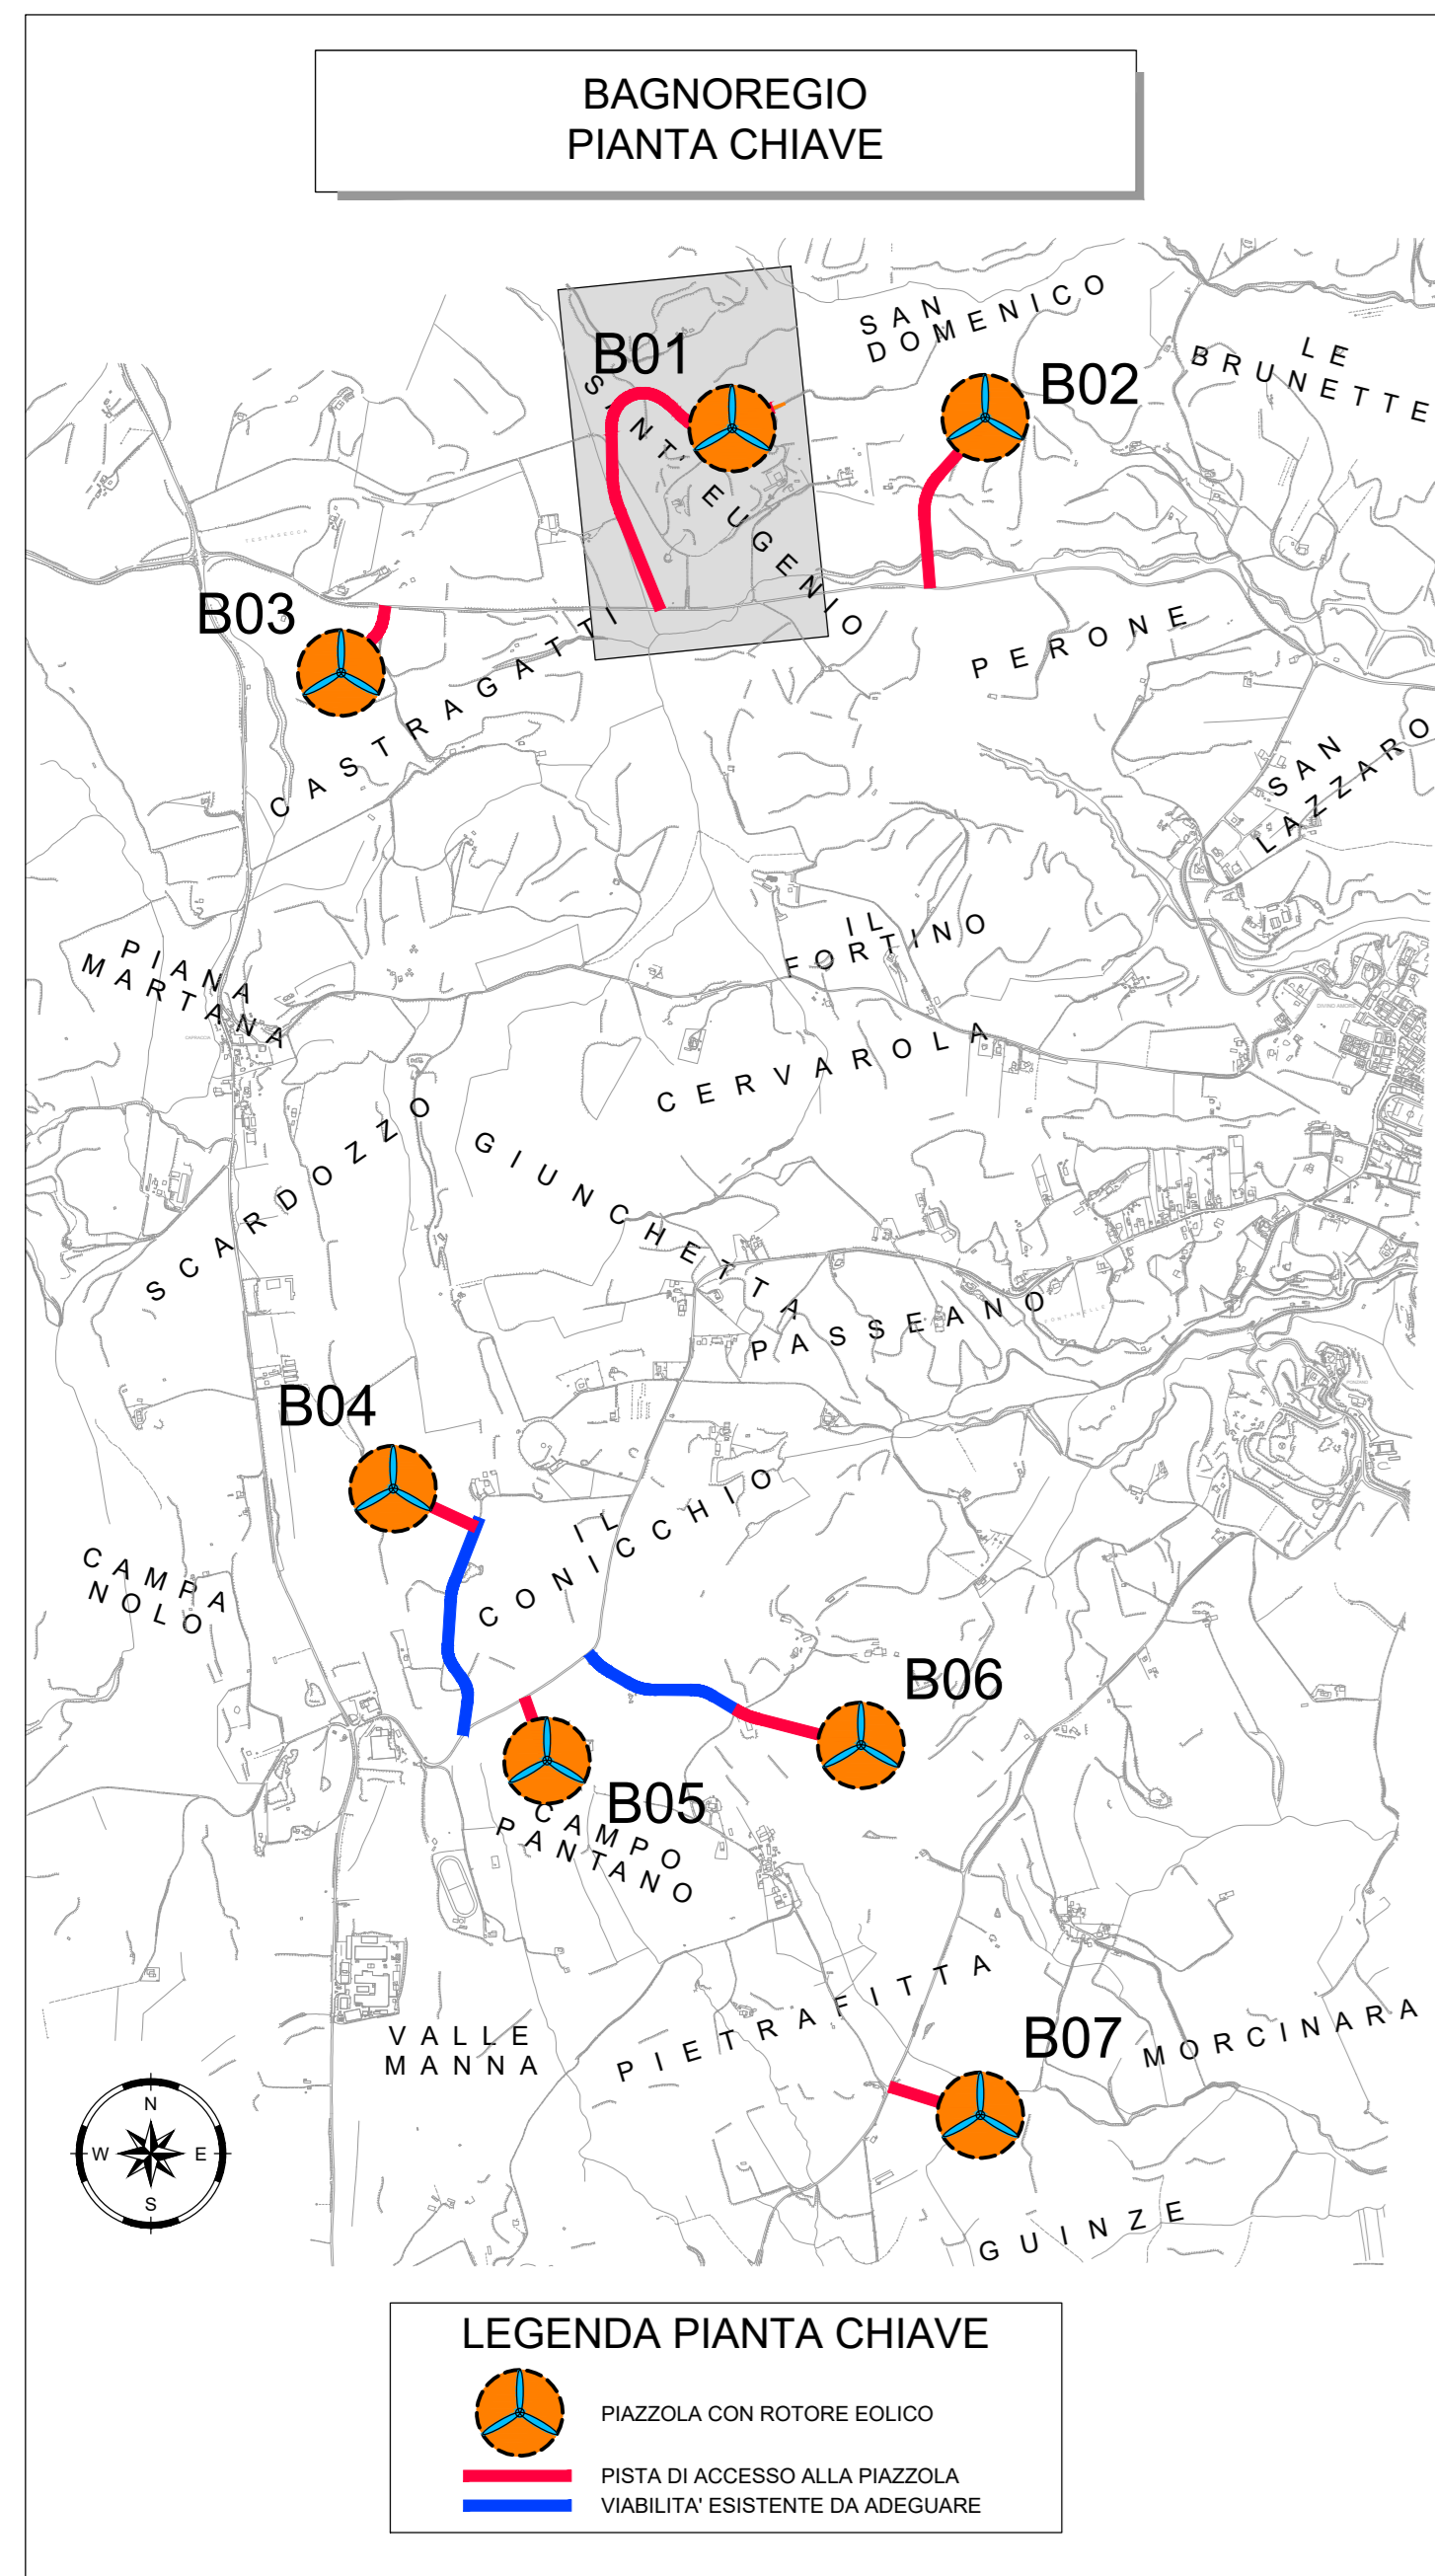 BAGNOREGIO
PIANTA CHIAVE
SAN
DOMENICO
LE
BRUNETTE
B01
B02
SANT' EUGENIO
TESTADECCA
B03
PERONE
CASTRAGATTI
SAN
LAZZARO
IL
FORTINO
PIANA
MARTANA
CAPRACCIA
CERVAROLA
SCARDOZZO
GIUNCHETTA
PASSEANO
B04
IL
CONICCHIO
CAMPA
NOLO
B06
B05
CAMPO
PANTANO
PIETRAFITTA
VALLE
MANNA
B07
MORCINARA
N
W
E
S
GUINZE
LEGENDA PIANTA CHIAVE
PIAZZOLA CON ROTORE EOLICO
PISTA DI ACCESSO ALLA PIAZZOLA
VIABILITA' ESISTENTE DA ADEGUARE